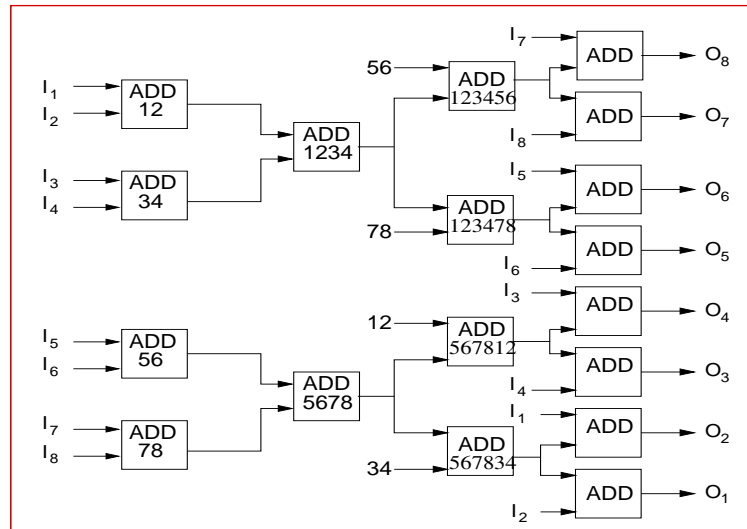 I₁
I₂
ADD
12
I₃
I₄
ADD
34
ADD
1234
56
ADD
123456
78
ADD
123478
I₇
ADD
O₈
ADD
O₇
I₈
I₅
ADD
O₆
ADD
O₅
I₆
I₅
I₆
ADD
56
I₇
I₈
ADD
78
ADD
5678
12
ADD
567812
34
ADD
567834
I₃
ADD
O₄
ADD
O₃
I₄
I₁
ADD
O₂
ADD
O₁
I₂